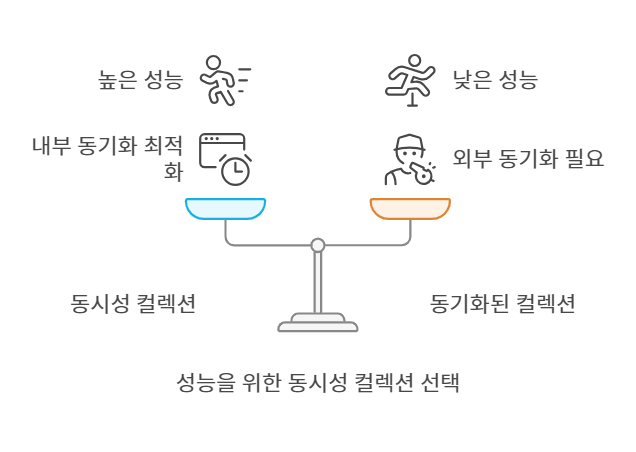 높은 성능
낮은 성능
내부 동기화 최적
화
외부 동기화 필요
동시성 컬렉션
동기화된 컬렉션
성능을 위한 동시성 컬렉션 선택